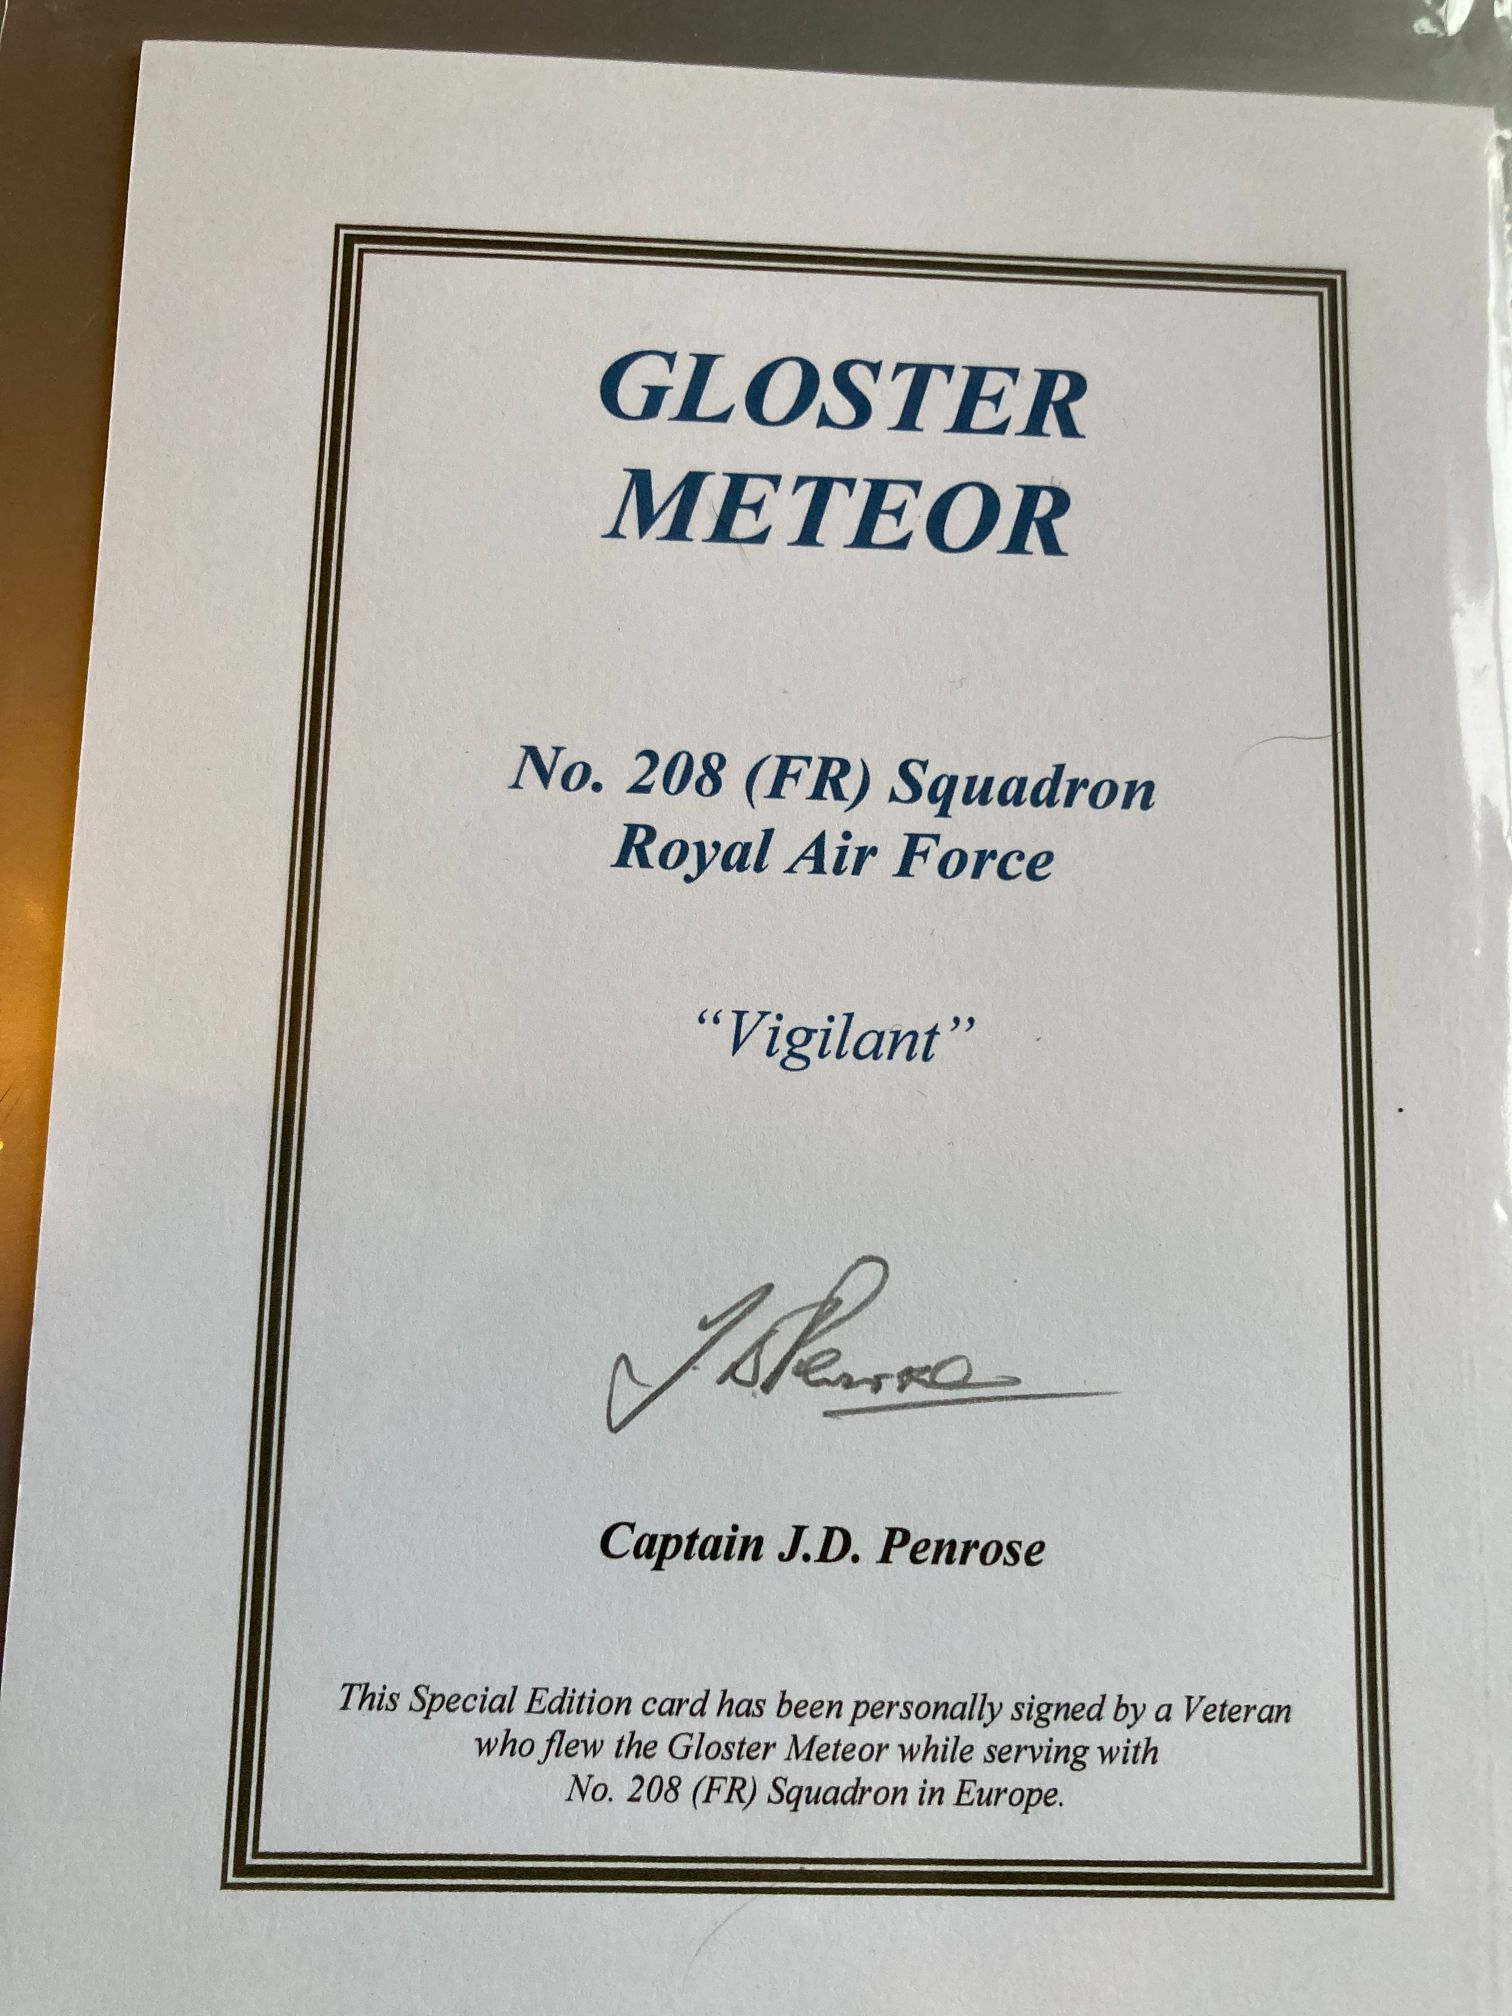 GLOSTER
METEOR
No. 208 (FR) Squadron
Royal Air Force
“Vigilant”
J D Penrose
Captain J.D. Penrose
This Special Edition card has been personally signed by a Veteran
who flew the Gloster Meteor while serving with
No. 208 (FR) Squadron in Europe.